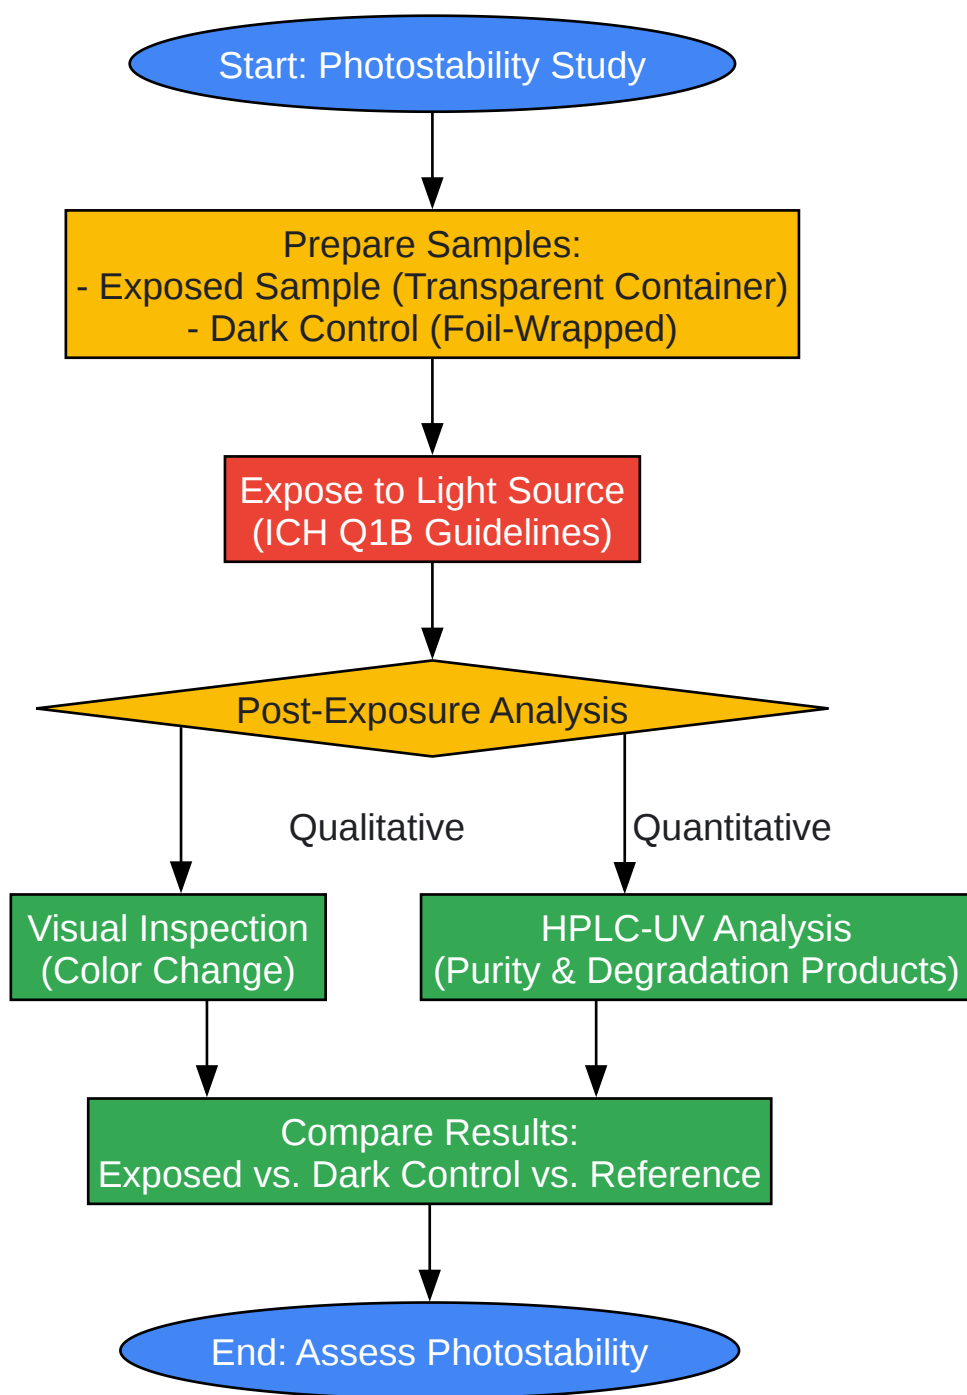 Start: Photostability Study
Prepare Samples:
- Exposed Sample (Transparent Container)
- Dark Control (Foil-Wrapped)
Expose to Light Source
(ICH Q1B Guidelines)
Post-Exposure Analysis
Qualitative
Quantitative
Visual Inspection
(Color Change)
HPLC-UV Analysis
(Purity & Degradation Products)
Compare Results:
Exposed vs. Dark Control vs. Reference
End: Assess Photostability